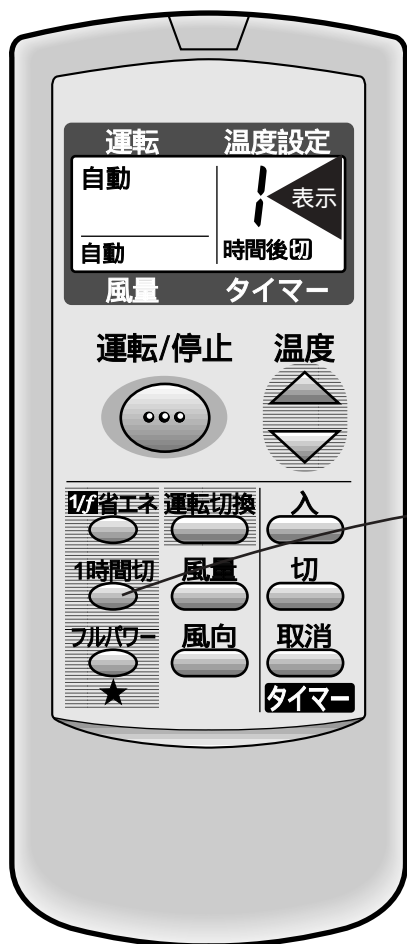 運転 温度設定
自動 1 表示
自動 時間後切
風量 タイマー
運転/停止 温度
1/f省エネ 運転切換 入
1時間切 風量 切
フルパワー 風向 取消
★ タイマー